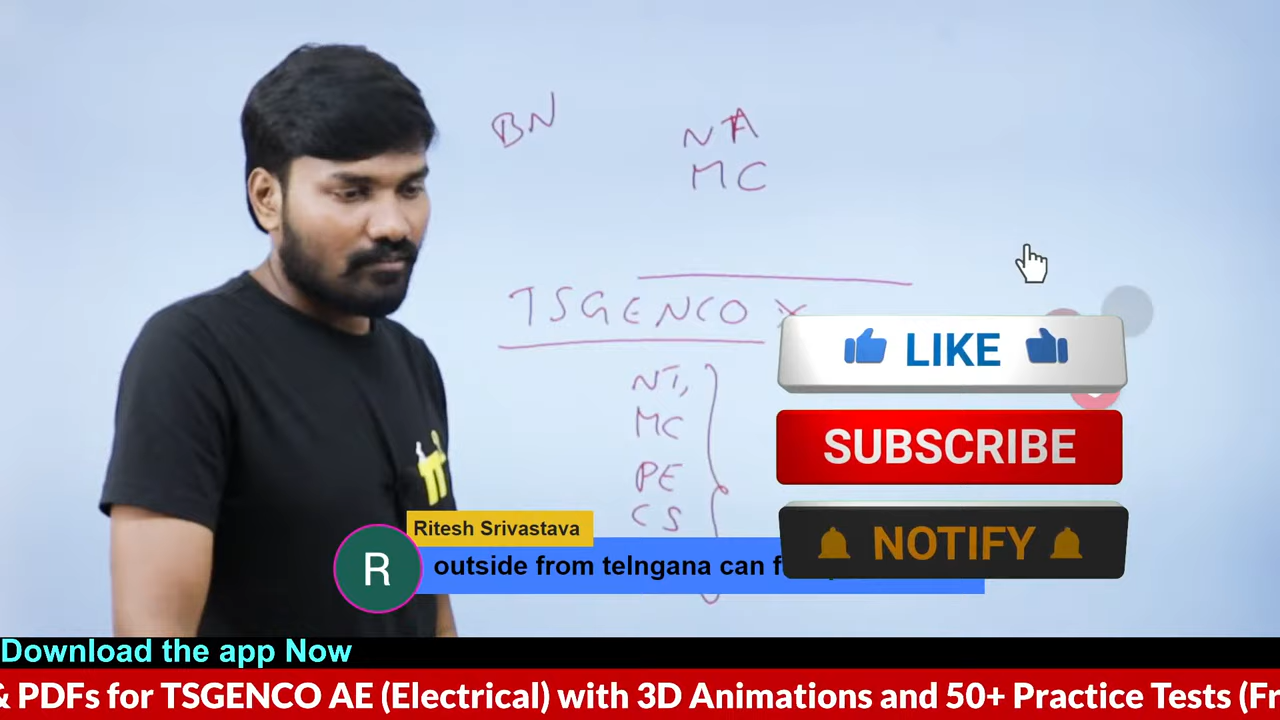 BN
NTA
MC
TSGENCO
NT,
MC
PE
CS
LIKE
SUBSCRIBE
NOTIFY
Ritesh Srivastava
R
outside from telngana can
Download the app Now
& PDFs for TSGENCO AE (Electrical) with 3D Animations and 50+ Practice Tests (Fr